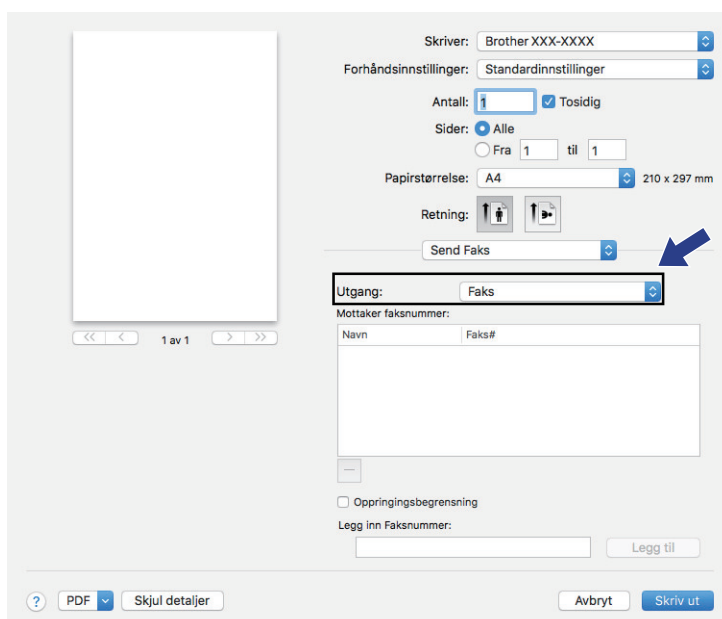 Skriver: Brother XXX-XXXX
Forhåndsinnstillinger: Standardinnstillinger
Antall: 1 Tosidig
Sider: Alle
Fra 1 til 1
Papirstørrelse: A4 210 x 297 mm
Retning:
Send Faks
Utgang: Faks
Mottaker faksnummer:
Navn Faks#
<< < 1 av 1 > >>
Oppringingsbegrensning
Legg inn Faksnummer:
Legg til
? PDF Skjul detaljer Avbryt Skriv ut